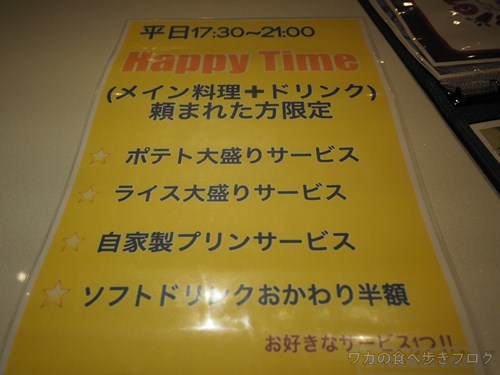 平日17:30~21:00
Happy Time
(メイン料理+ドリンク)
頼まれた方限定
ポテト大盛りサービス
ライス大盛りサービス
自家製プリンサービス
ソフトドリンクおかわり半額
お好きなサービス1つ!!
ワカの食べ歩きブログ